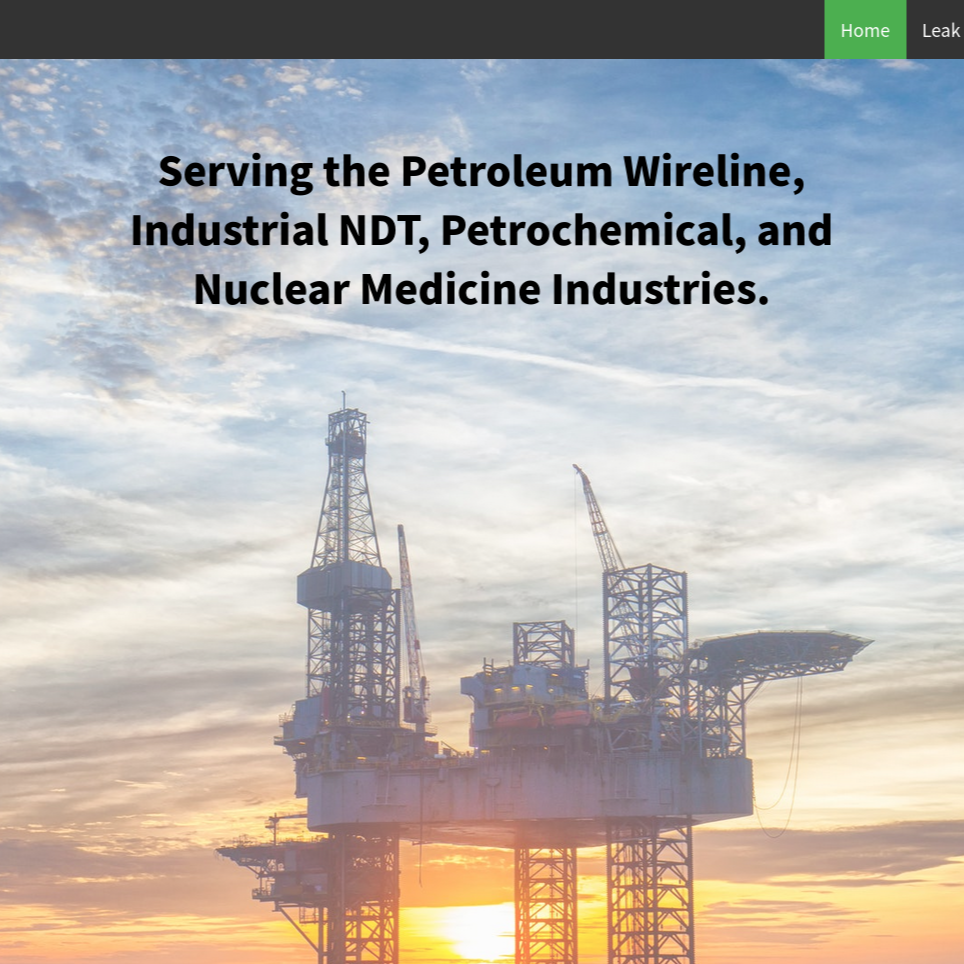 Home Leak
Serving the Petroleum Wireline,
Industrial NDT, Petrochemical, and
Nuclear Medicine Industries.